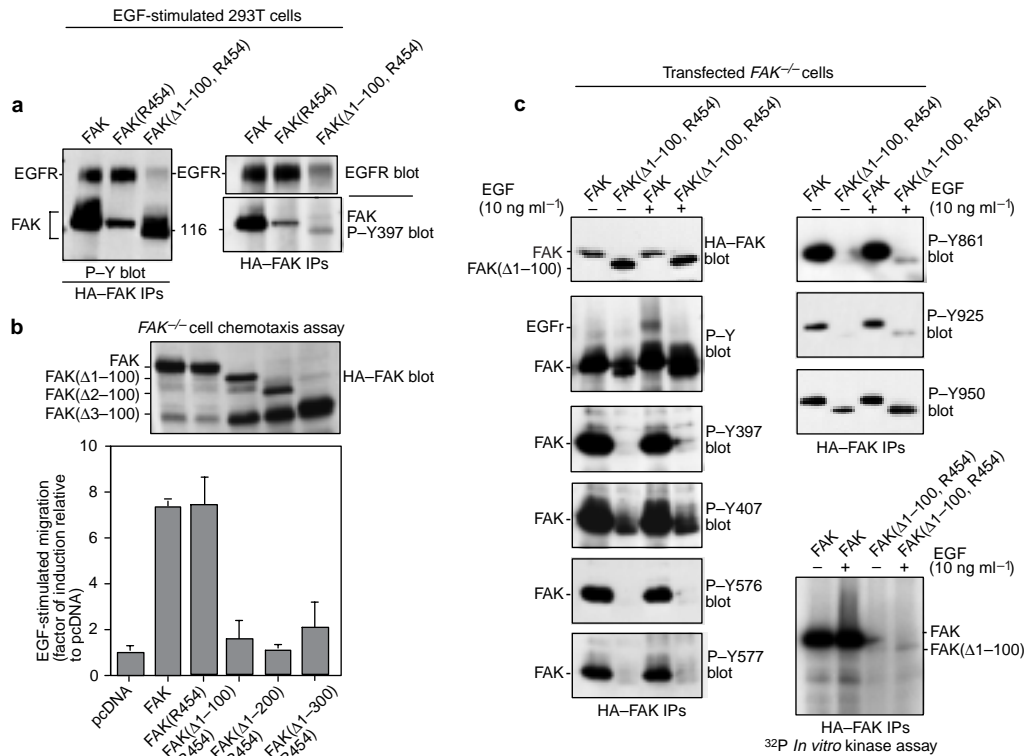 EGF-stimulated 293T cells
a
FAK
FAK(R454)
FAK(Δ1–100, R454)
FAK
FAK(R454)
FAK(Δ1–100, R454)
EGFR-
-EGFR-
EGFR blot
FAK
- 116 -
FAK
P–Y397 blot
P–Y blot
HA–FAK IPs
HA–FAK IPs
b
FAK–/– cell chemotaxis assay
FAK
FAK(Δ1–100)
FAK(Δ2–100)
FAK(Δ3–100)
HA–FAK blot
EGF-stimulated migration
(factor of induction relative
to pcDNA)
10
8
6
4
2
0
pcDNA
FAK
FAK(R454)
FAK(Δ1–100)
R454)
FAK(Δ1–200)
R454)
FAK(Δ1–300)
R454)
c
Transfected FAK–/– cells
FAK
FAK(Δ1–100, R454)
FAK
FAK(Δ1–100, R454)
EGF
(10 ng ml–1)
– – + +
FAK
FAK(Δ1–100)
HA–FAK
blot
EGFr-
FAK-
P–Y
blot
FAK-
P–Y397
blot
FAK-
P–Y407
blot
FAK-
P–Y576
blot
FAK-
P–Y577
blot
HA–FAK IPs
FAK
FAK(Δ1–100, R454)
FAK
FAK(Δ1–100, R454)
EGF
(10 ng ml–1)
– – + +
P–Y861
blot
P–Y925
blot
P–Y950
blot
HA–FAK IPs
FAK
FAK
FAK(Δ1–100, R454)
FAK(Δ1–100, R454)
EGF
(10 ng ml–1)
– + – +
-FAK
-FAK(Δ1–100)
HA–FAK IPs
32P In vitro kinase assay